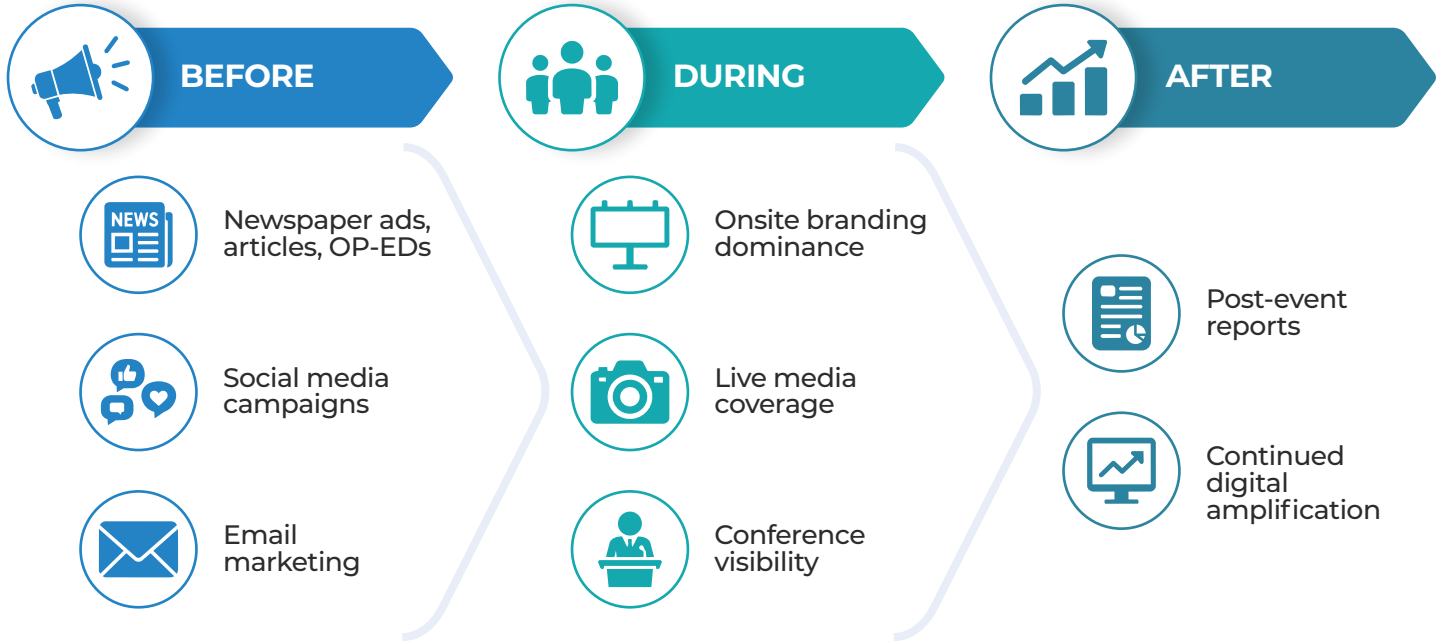 BEFORE
NEWS
Newspaper ads,
articles, OP-EDs
Social media
campaigns
Email
marketing
DURING
Onsite branding
dominance
Live media
coverage
Conference
visibility
AFTER
Post-event
reports
Continued
digital
amplification